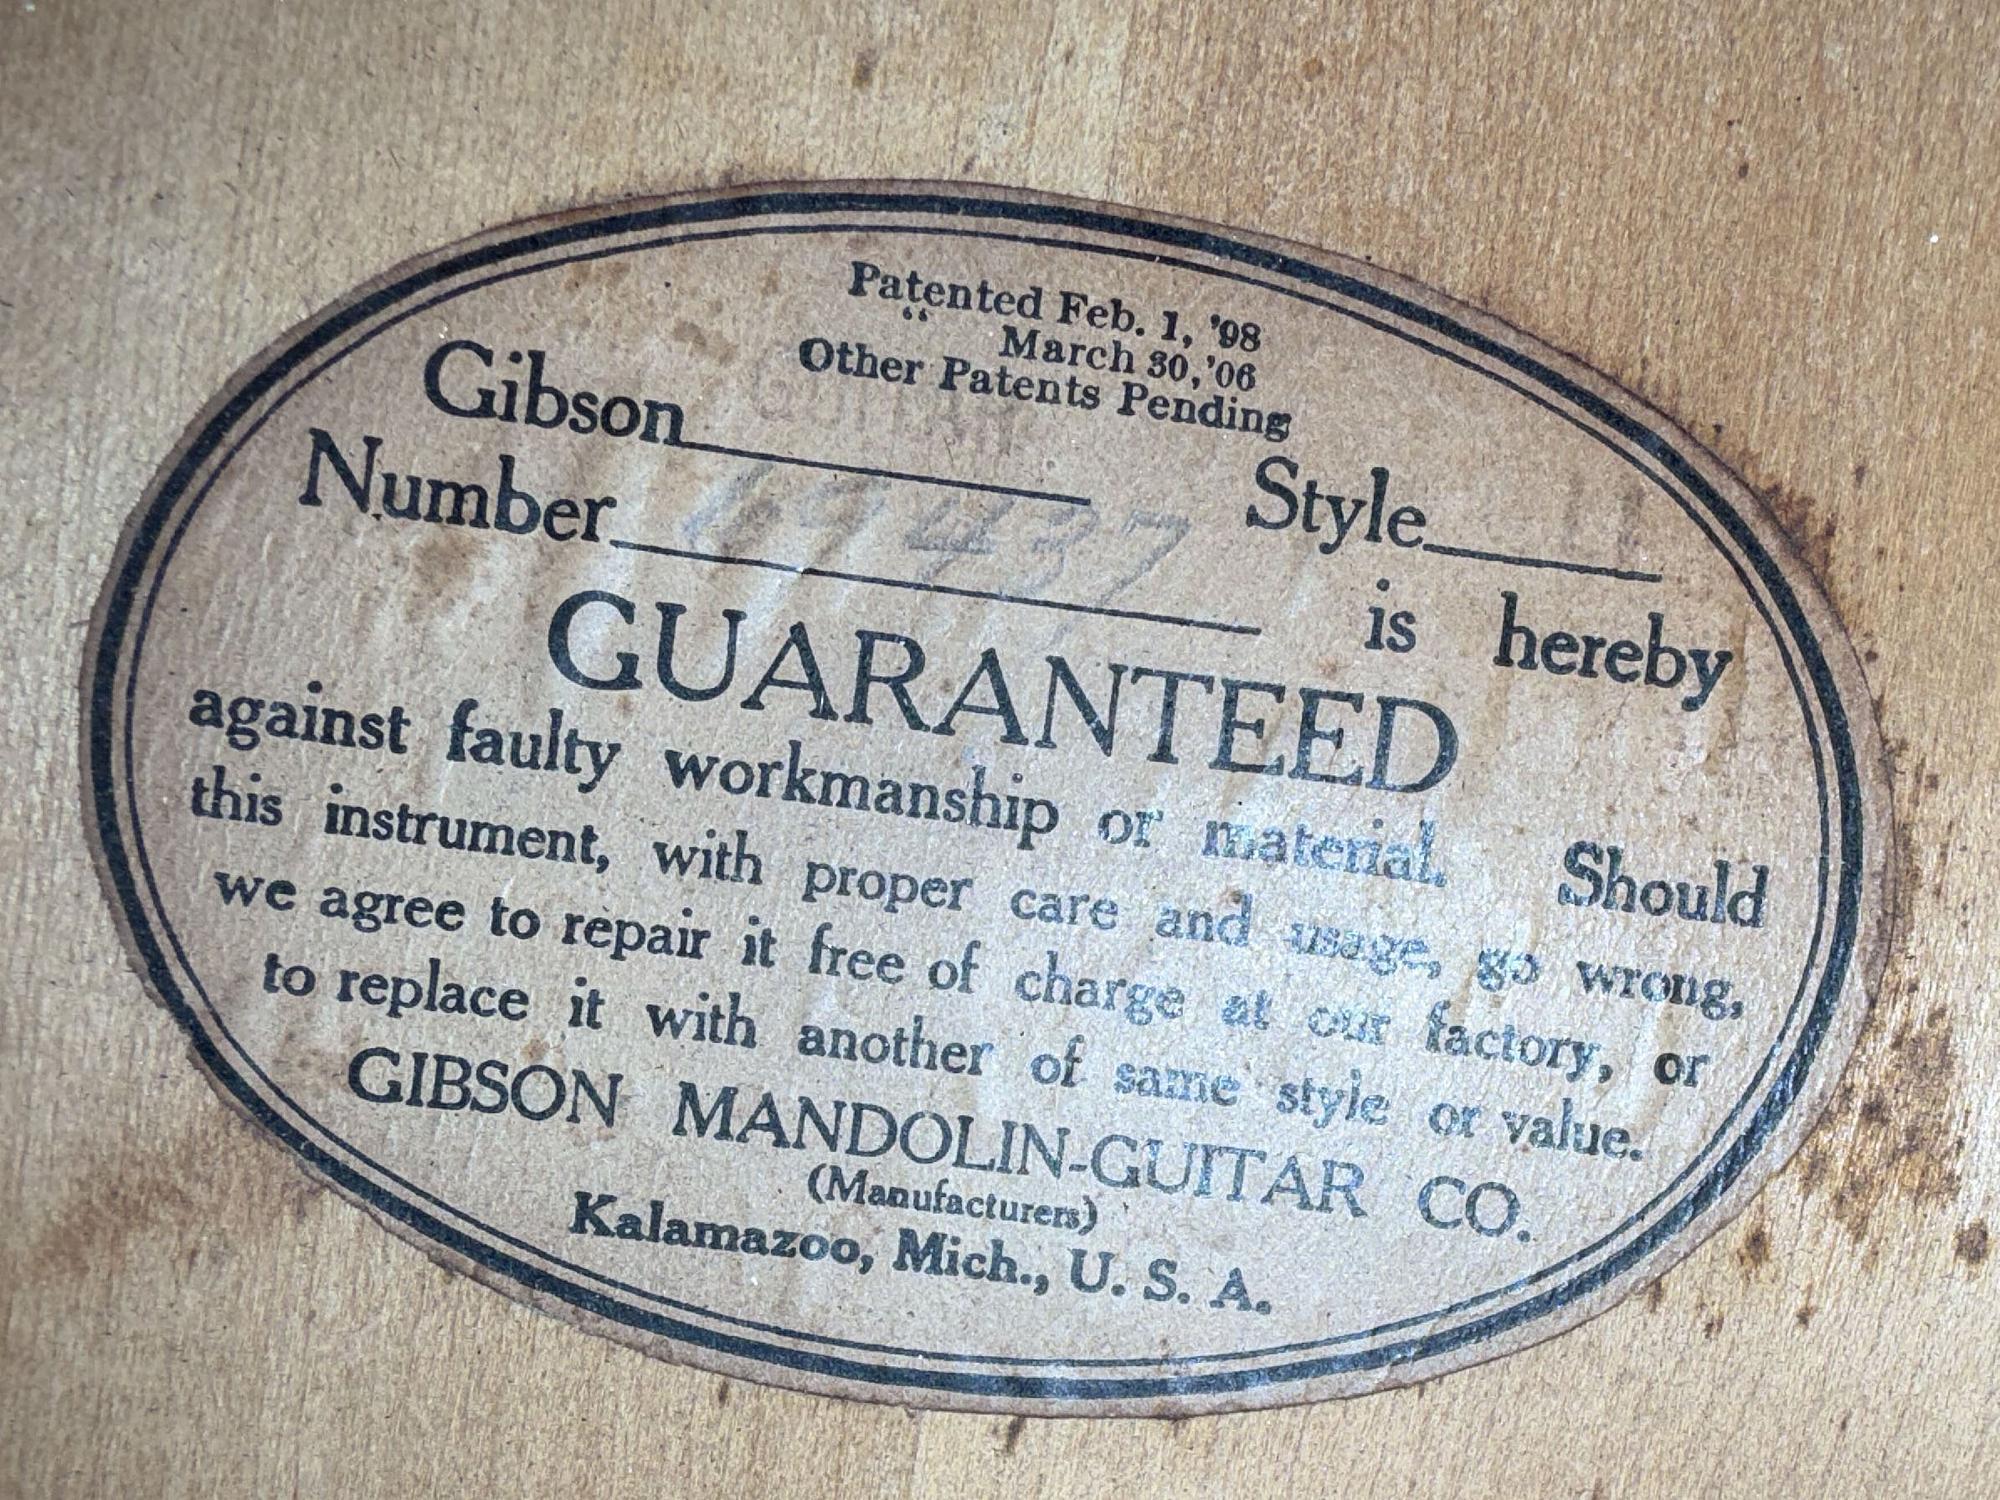 Patented Feb. 1, '98
“ March 30, '06
Other Patents Pending
Gibson Style
Number 69437 is hereby
GUARANTEED
against faulty workmanship or material. Should
this instrument, with proper care and usage, go wrong,
we agree to repair it free of charge at our factory, or
to replace it with another of same style or value.
GIBSON MANDOLIN-GUITAR CO.
(Manufacturers)
Kalamazoo, Mich., U. S. A.